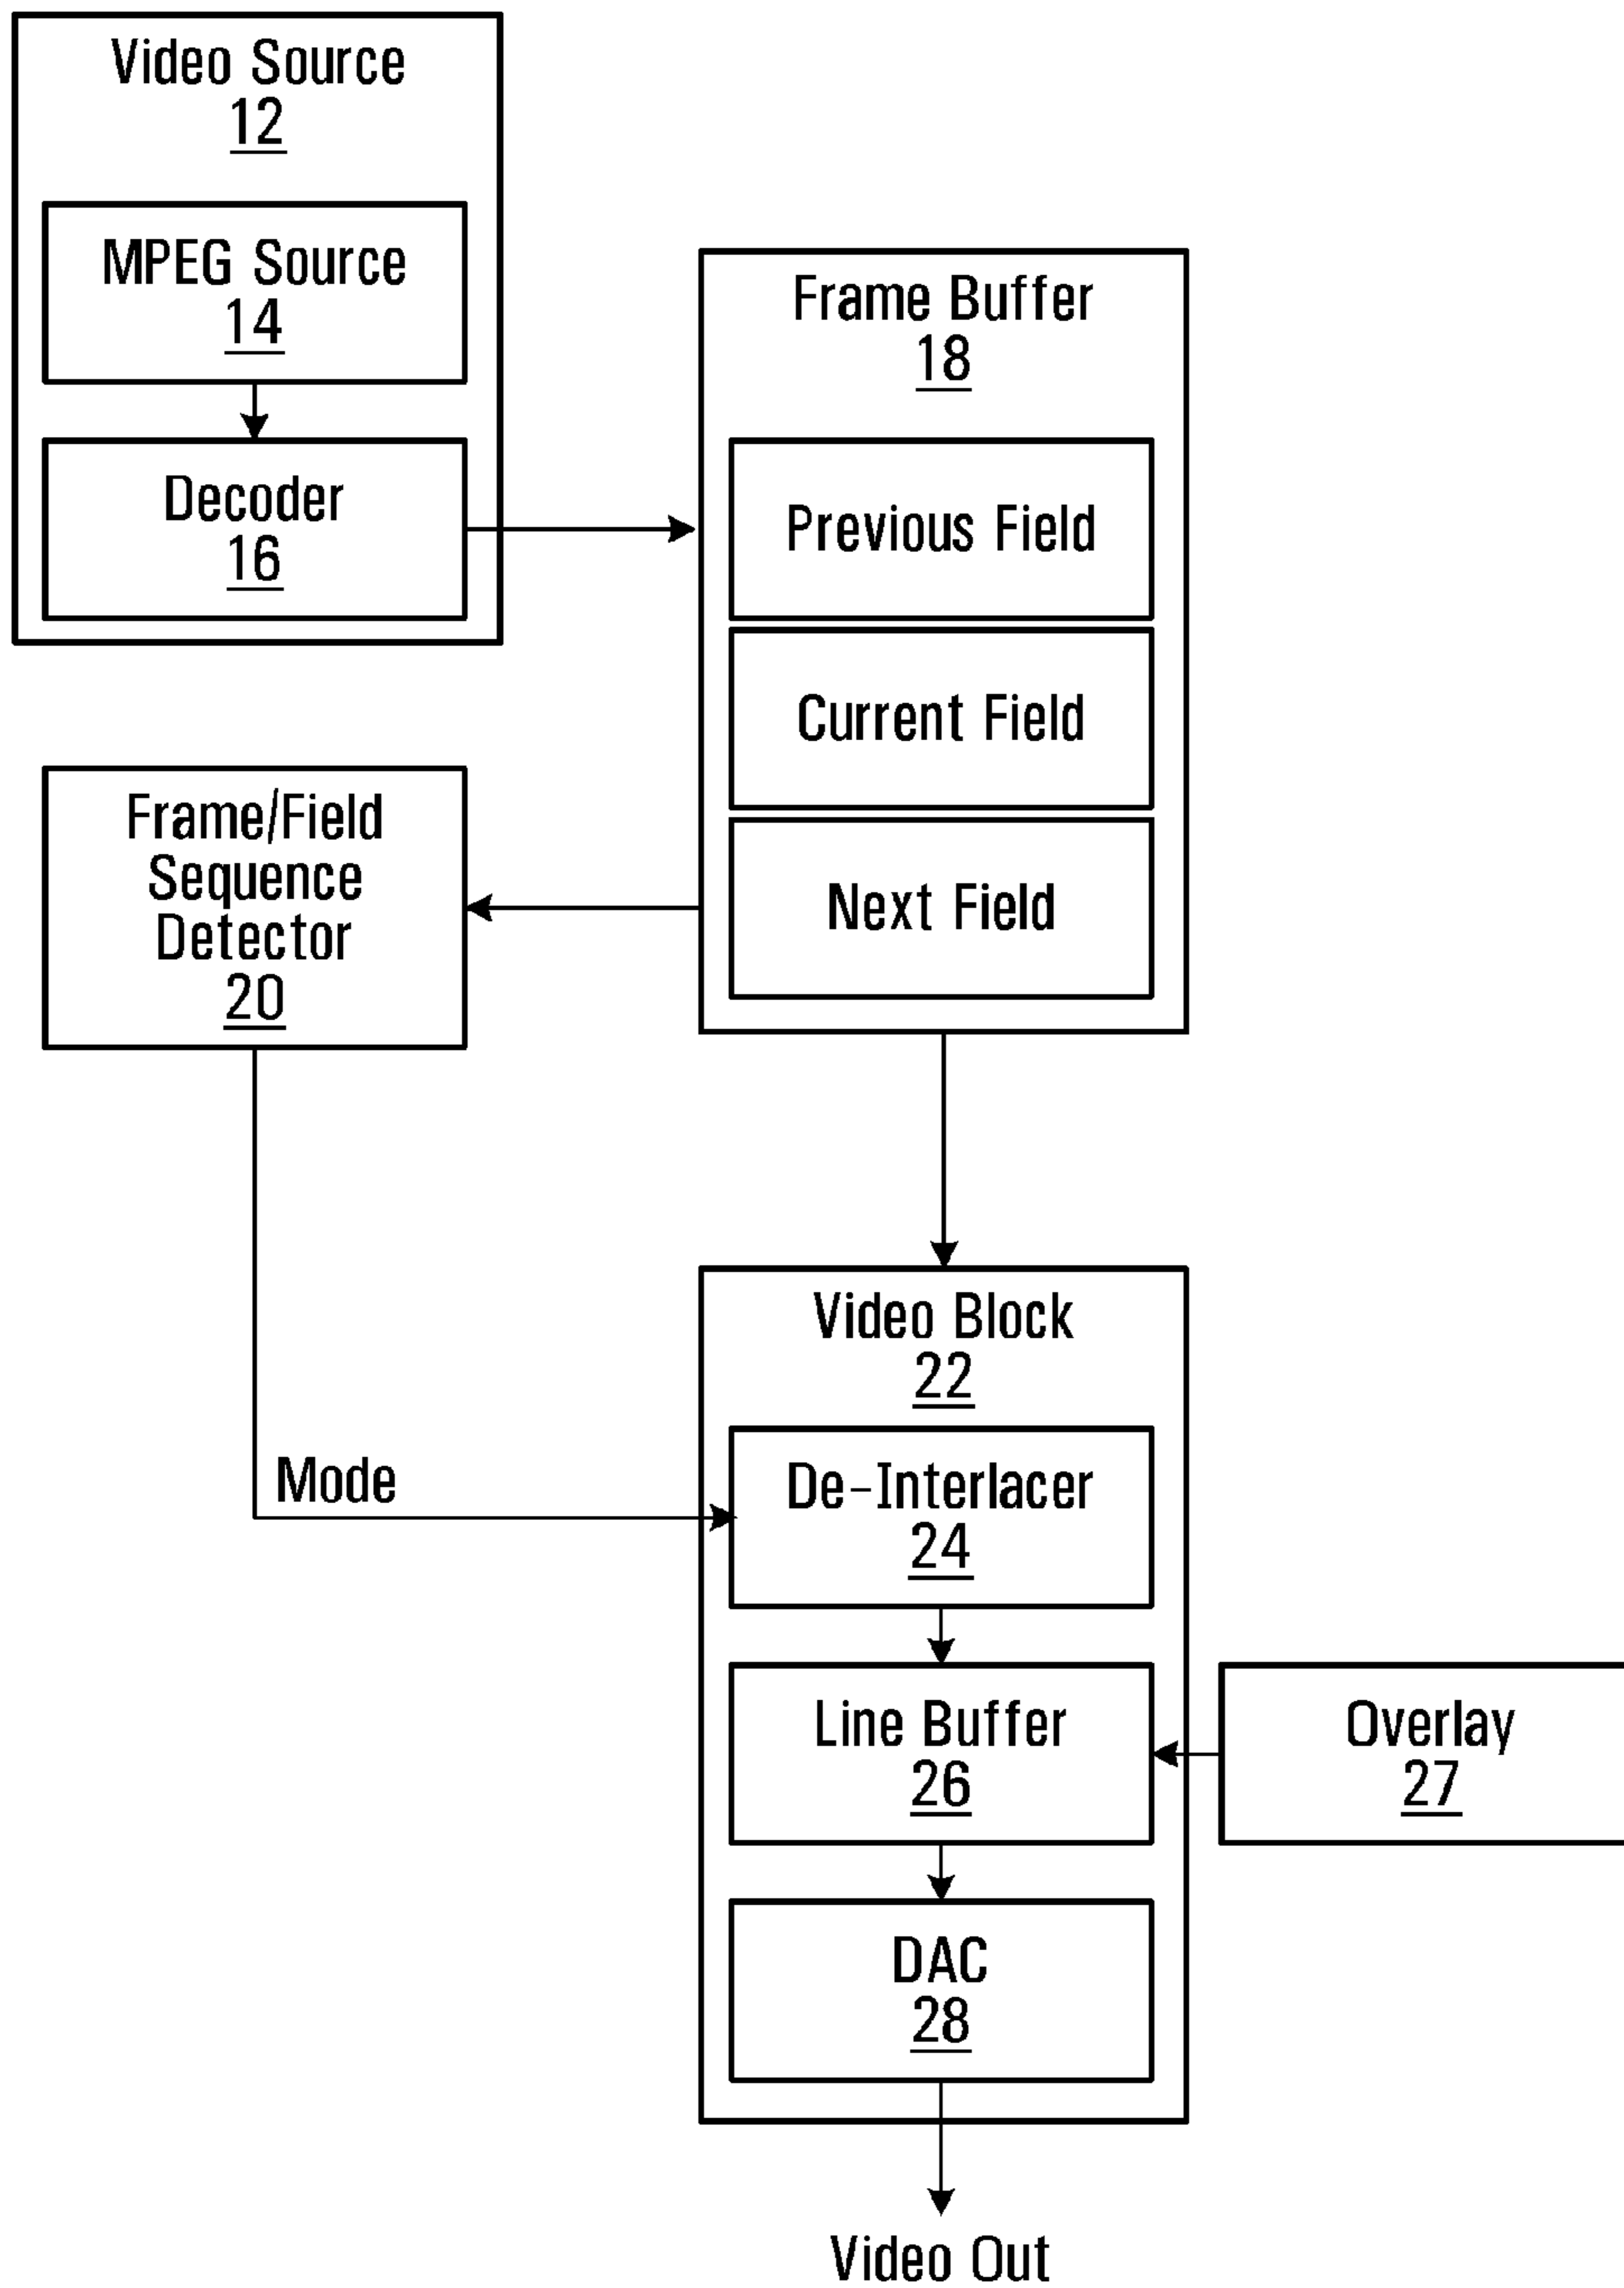 Video Source
12
MPEG Source
14
Decoder
16
Frame Buffer
18
Previous Field
Current Field
Next Field
Frame/Field
Sequence
Detector
20
Mode
Video Block
22
De-Interlacer
24
Line Buffer
26
Overlay
27
DAC
28
Video Out